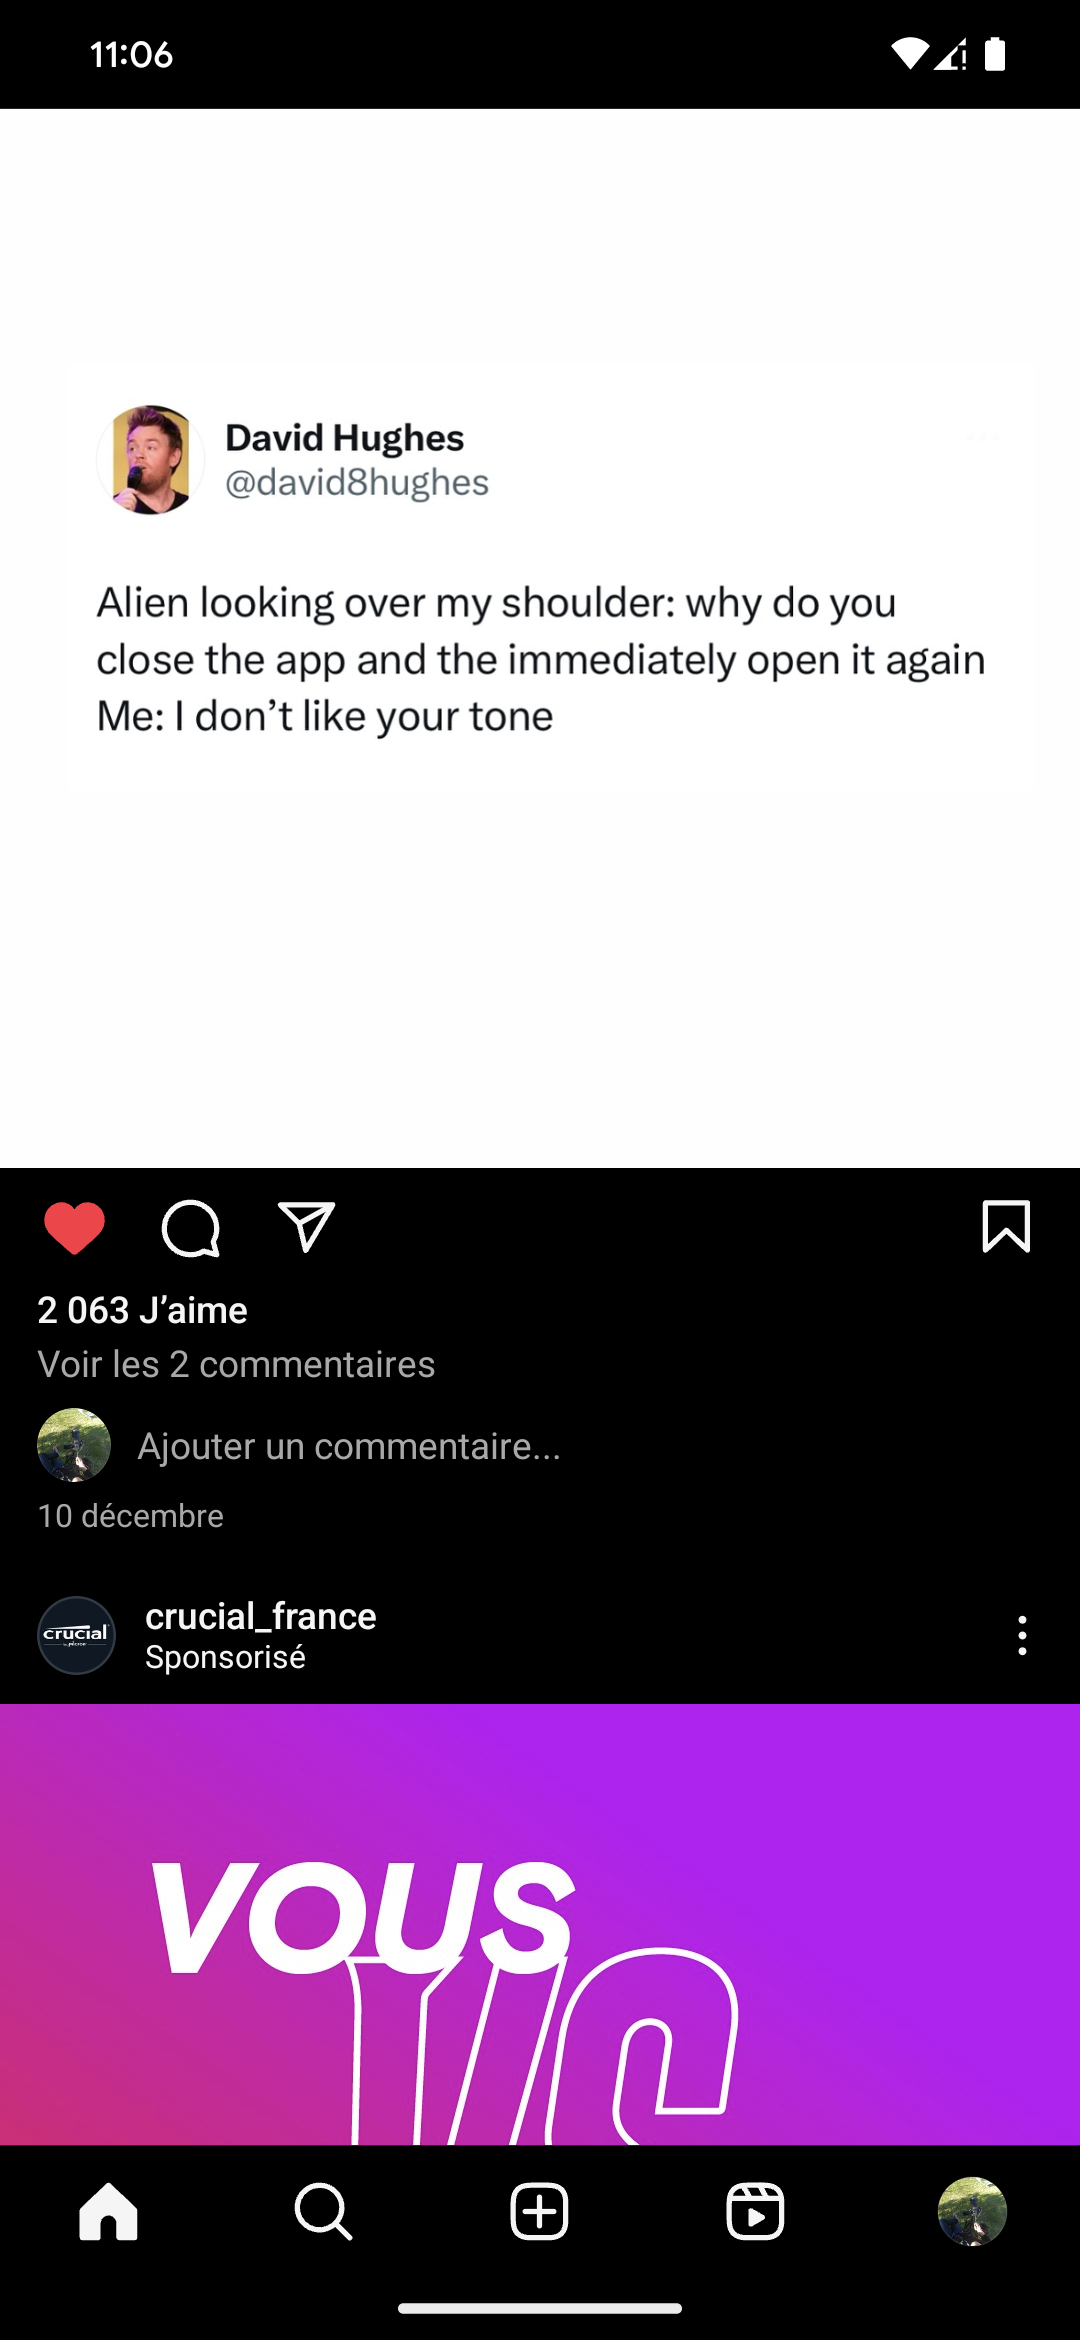 11:06
David Hughes
@david8hughes
Alien looking over my shoulder: why do you
close the app and the immediately open it again
Me: I don’t like your tone
2 063 J’aime
Voir les 2 commentaires
Ajouter un commentaire...
10 décembre
crucial
by micron
crucial_france
Sponsorisé
VOUS